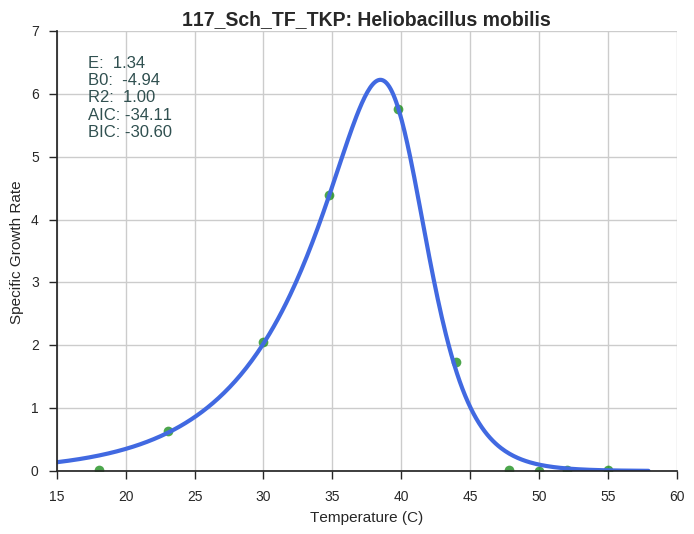 117_Sch_TF_TKP: Heliobacillus mobilis
E: 1.34
B0: -4.94
R2: 1.00
AIC: -34.11
BIC: -30.60
Specific Growth Rate
7
6
5
4
3
2
1
0
15 20 25 30 35 40 45 50 55 60
Temperature (C)